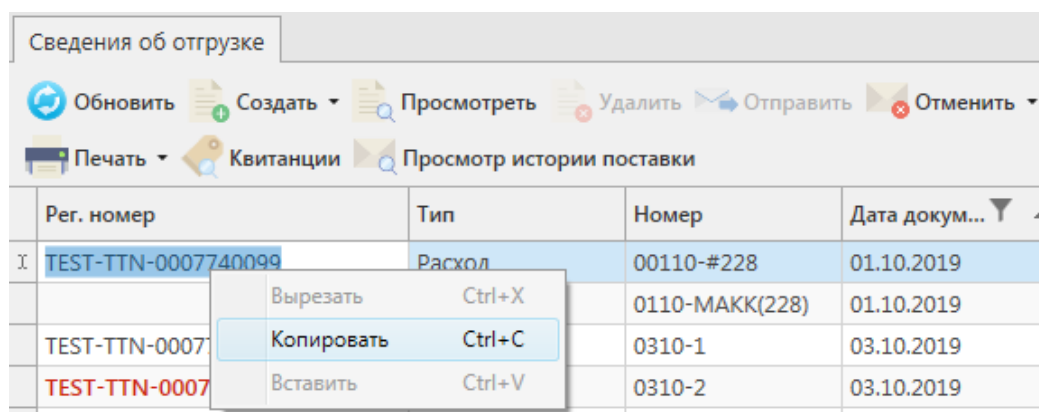 Сведения об отгрузке
Обновить Создать Просмотреть Удалить Отправить Отменить
Печать Квитанции Просмотр истории поставки
Рег. номер Тип Номер Дата докум...
TEST-TTN-0007740099 Расход 00110-#228 01.10.2019
Вырезать Ctrl+X 0110-МАКК(228) 01.10.2019
TEST-TTN-0007 Копировать Ctrl+C 0310-1 03.10.2019
TEST-TTN-0007 Вставить Ctrl+V 0310-2 03.10.2019